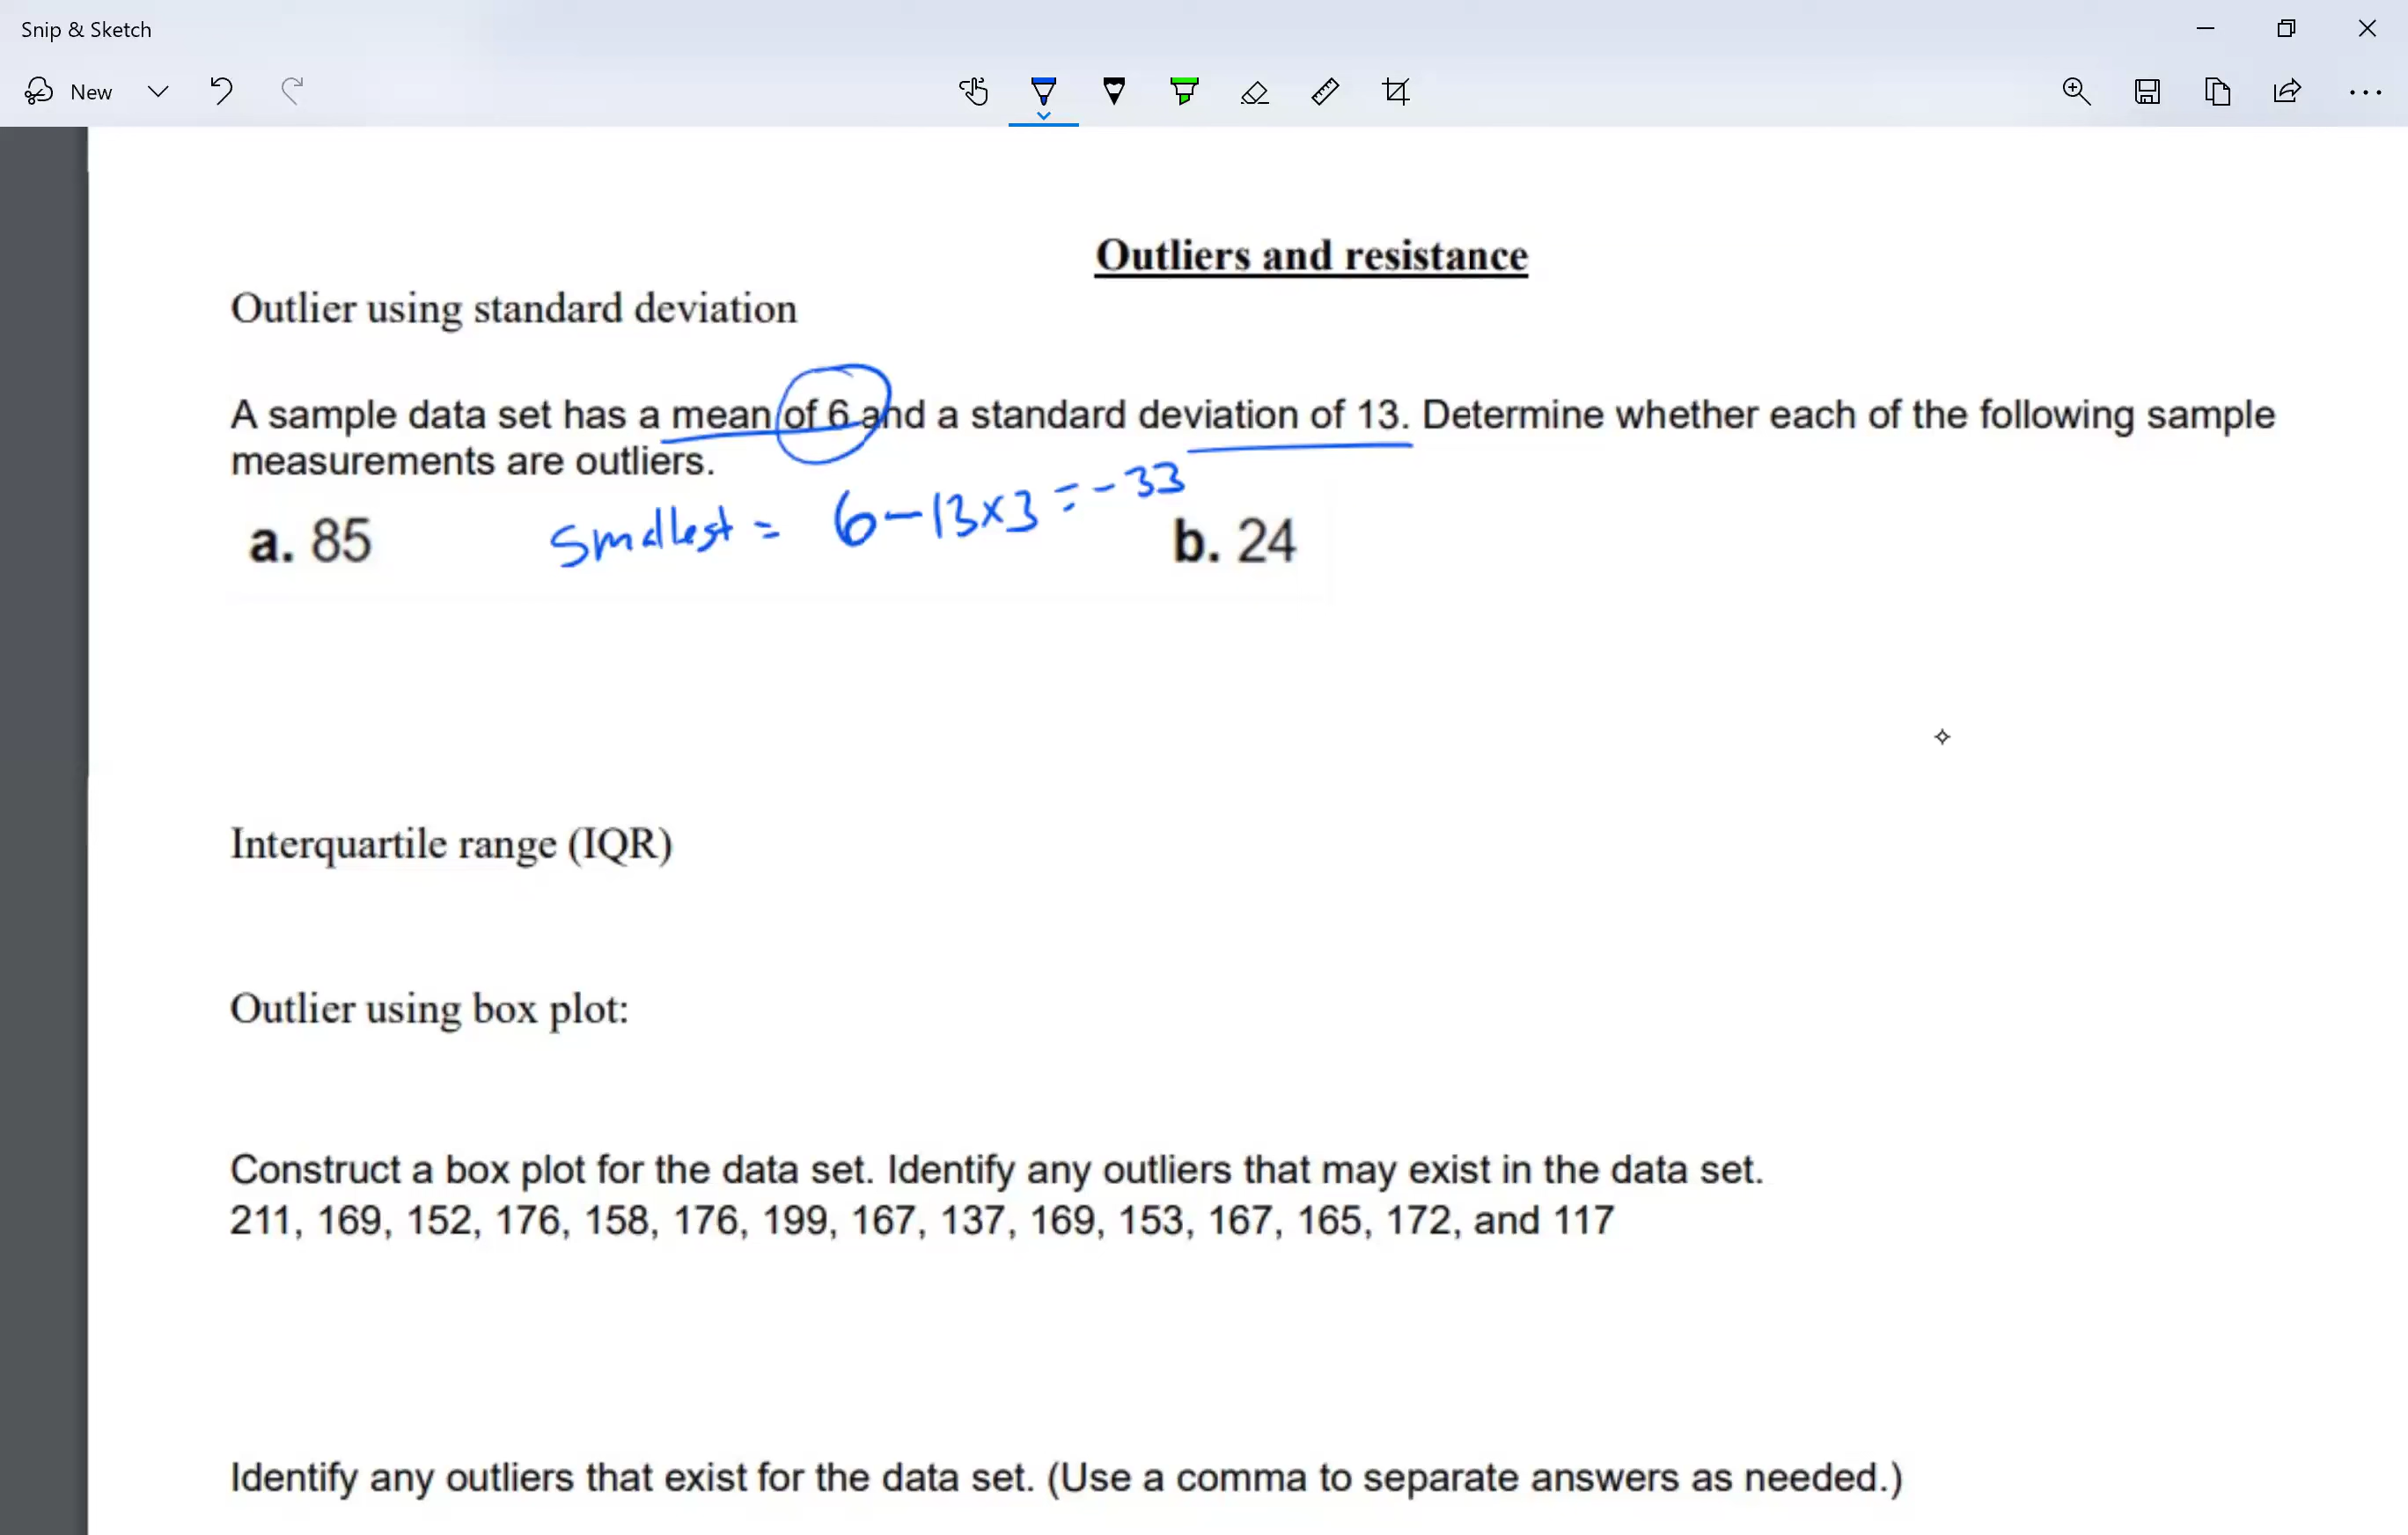 Snip & Sketch
New
Outliers and resistance
Outlier using standard deviation
A sample data set has a mean of 6 and a standard deviation of 13. Determine whether each of the following sample
measurements are outliers.
Smallest = 6-13x3 = -33
a. 85
b. 24
Interquartile range (IQR)
Outlier using box plot:
Construct a box plot for the data set. Identify any outliers that may exist in the data set.
211, 169, 152, 176, 158, 176, 199, 167, 137, 169, 153, 167, 165, 172, and 117
Identify any outliers that exist for the data set. (Use a comma to separate answers as needed.)